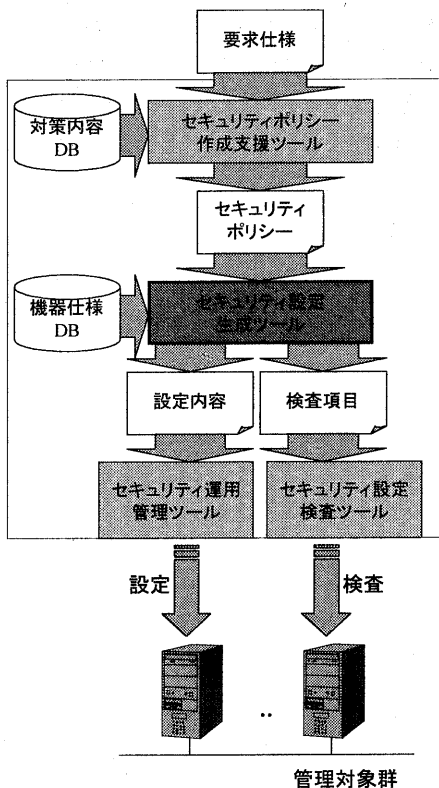 要求仕様
対策内容
DB
セキュリティポリシー
作成支援ツール
セキュリティ
ポリシー
機器仕様
DB
セキュリティ設定
生成ツール
設定内容
検査項目
セキュリティ運用
管理ツール
セキュリティ設定
検査ツール
設定
検査
..
管理対象群